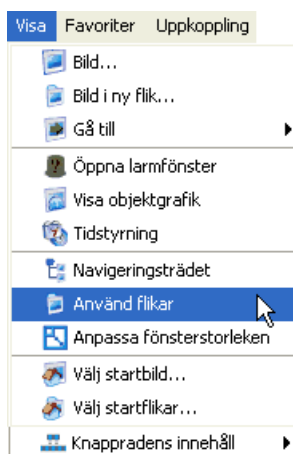 Visa Favoriter Uppkoppling
Bild...
Bild i ny flik...
Gå till
Öppna larmfönster
Visa objektgrafik
Tidstyrning
Navigeringsträdet
Använd flikar
Anpassa fönsterstorleken
Välj startbild...
Välj startflikar...
Knappradens innehåll